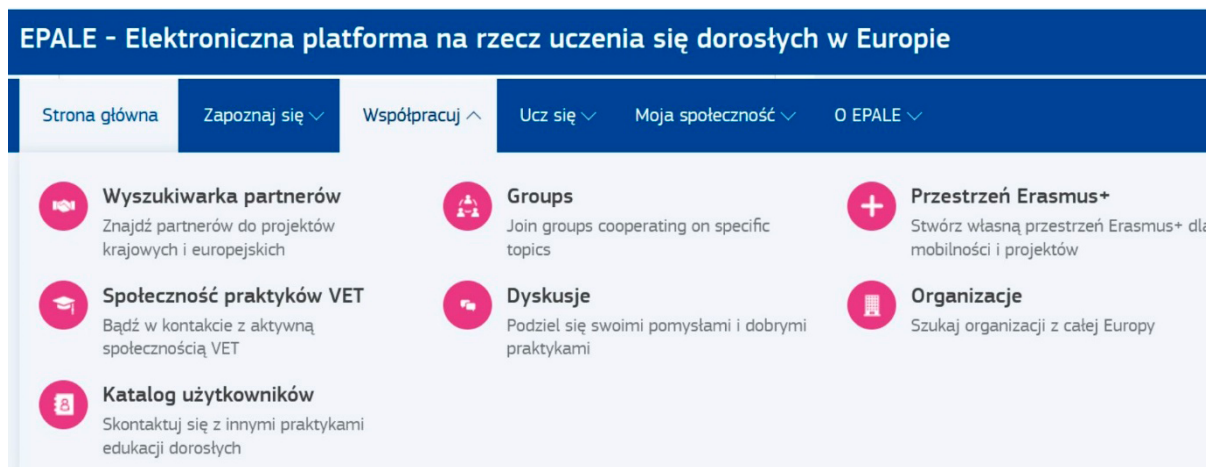 EPALE - Elektroniczna platforma na rzecz uczenia się dorosłych w Europie
Strona główna
Zapoznaj się
Współpracuj
Ucz się
Moja społeczność
O EPALE
Wyszukiwarka partnerów
Znajdź partnerów do projektów
krajowych i europejskich
Groups
Join groups cooperating on specific
topics
Przestrzeń Erasmus+
Stwórz własną przestrzeń Erasmus+ dla
mobilności i projektów
Społeczność praktyków VET
Bądź w kontakcie z aktywną
społecznością VET
Dyskusje
Podziel się swoimi pomysłami i dobrymi
praktykami
Organizacje
Szukaj organizacji z całej Europy
Katalog użytkowników
Skontaktuj się z innymi praktykami
edukacji dorosłych